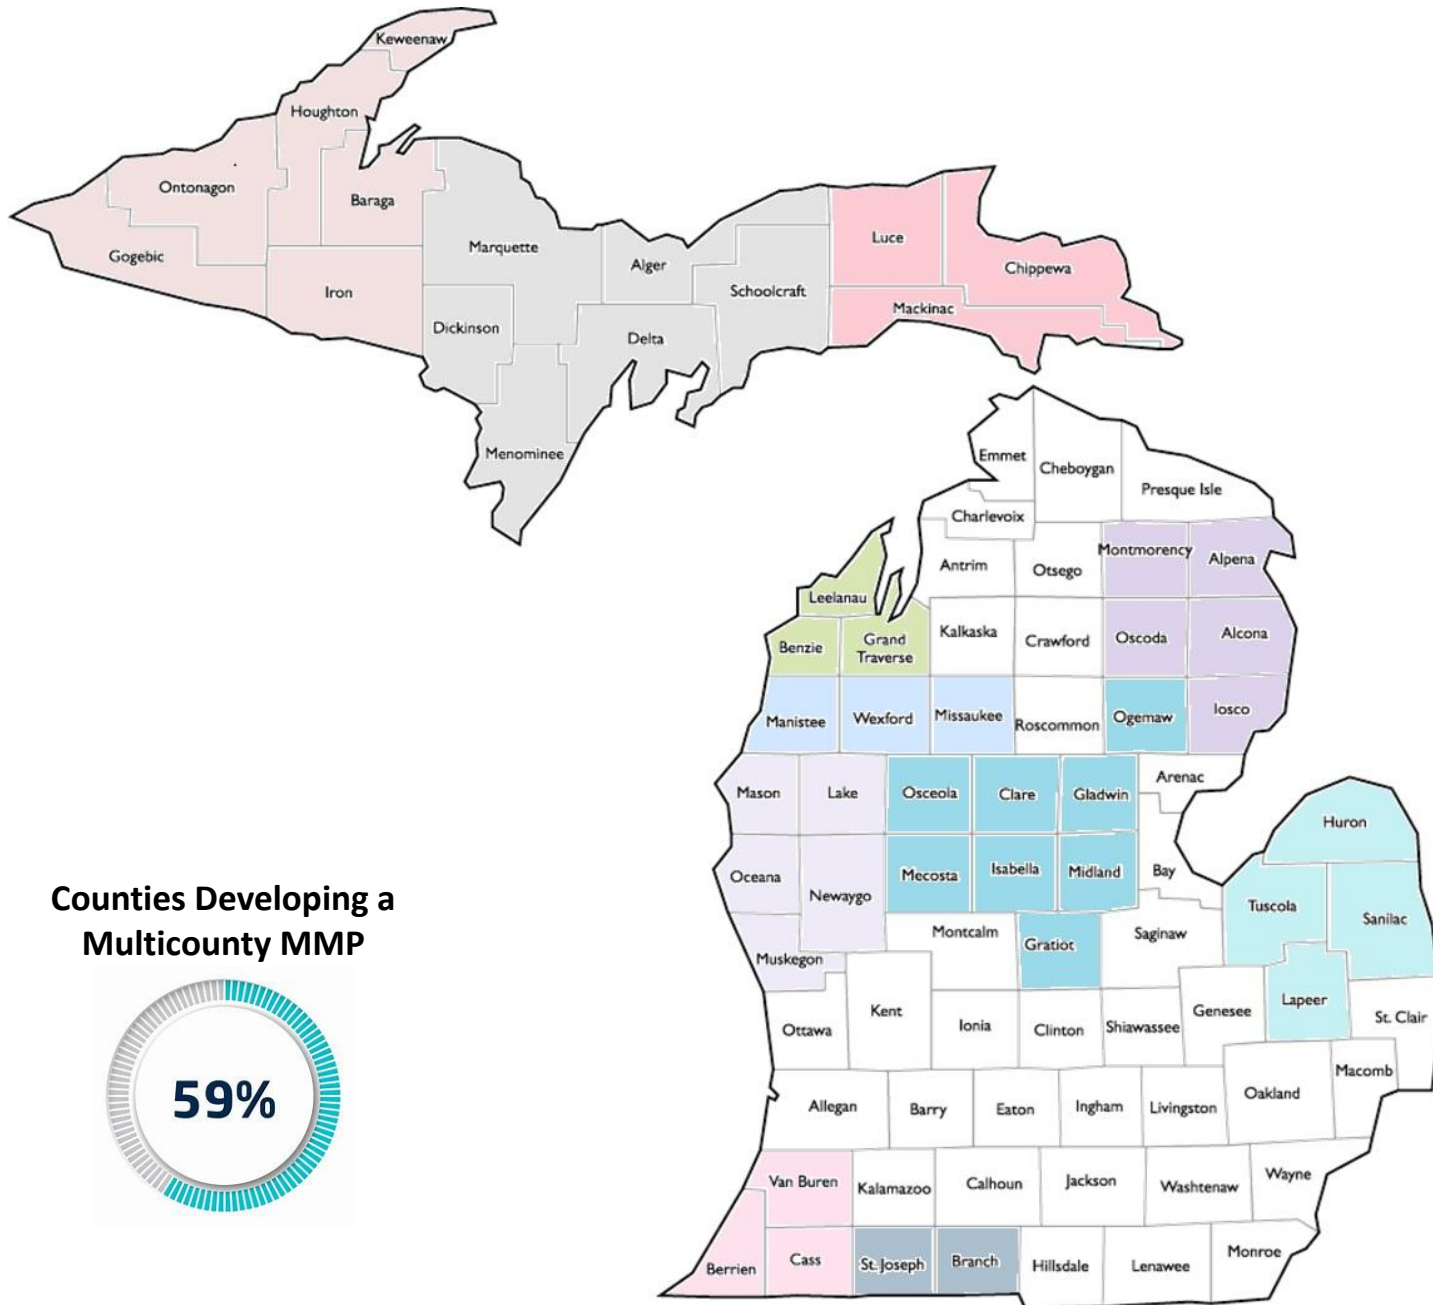 Keweenaw
Houghton
Ontonagon
Baraga
Gogebic
Iron
Marquette
Alger
Luce
Chippewa
Schoolcraft
Mackinac
Dickinson
Delta
Menominee
Emmet
Cheboygan
Presque Isle
Charlevoix
Antrim
Otsego
Montmorency
Alpena
Leelanau
Benzie
Grand
Traverse
Kalkaska
Crawford
Oscoda
Alcona
Manistee
Wexford
Missaukee
Roscommon
Ogemaw
Iosco
Mason
Lake
Osceola
Clare
Gladwin
Arenac
Huron
Oceana
Newaygo
Mecosta
Isabella
Midland
Bay
Tuscola
Sanilac
Muskegon
Montcalm
Gratiot
Saginaw
Lapeer
Ottawa
Kent
Ionia
Clinton
Shiawassee
Genesee
St. Clair
Allegan
Barry
Eaton
Ingham
Livingston
Oakland
Macomb
Van Buren
Kalamazoo
Calhoun
Jackson
Washtenaw
Wayne
Berrien
Cass
St. Joseph
Branch
Hillsdale
Lenawee
Monroe
Counties Developing a
Multicounty MMP
59%